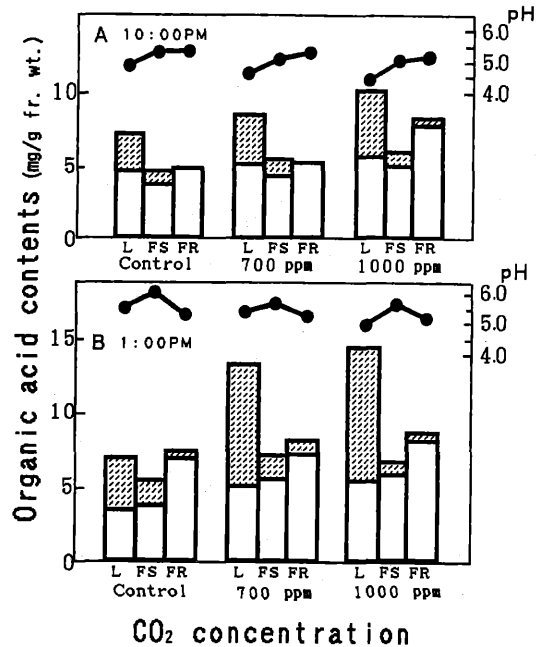 Organic acid contents (mg/g fr. wt.)
A 10:00PM
pH
6.0
5.0
4.0
10
5
0
L FS FR L FS FR L FS FR
Control 700 ppm 1000 ppm
B 1:00PM
pH
6.0
5.0
4.0
15
10
5
0
L FS FR L FS FR L FS FR
Control 700 ppm 1000 ppm
CO₂ concentration